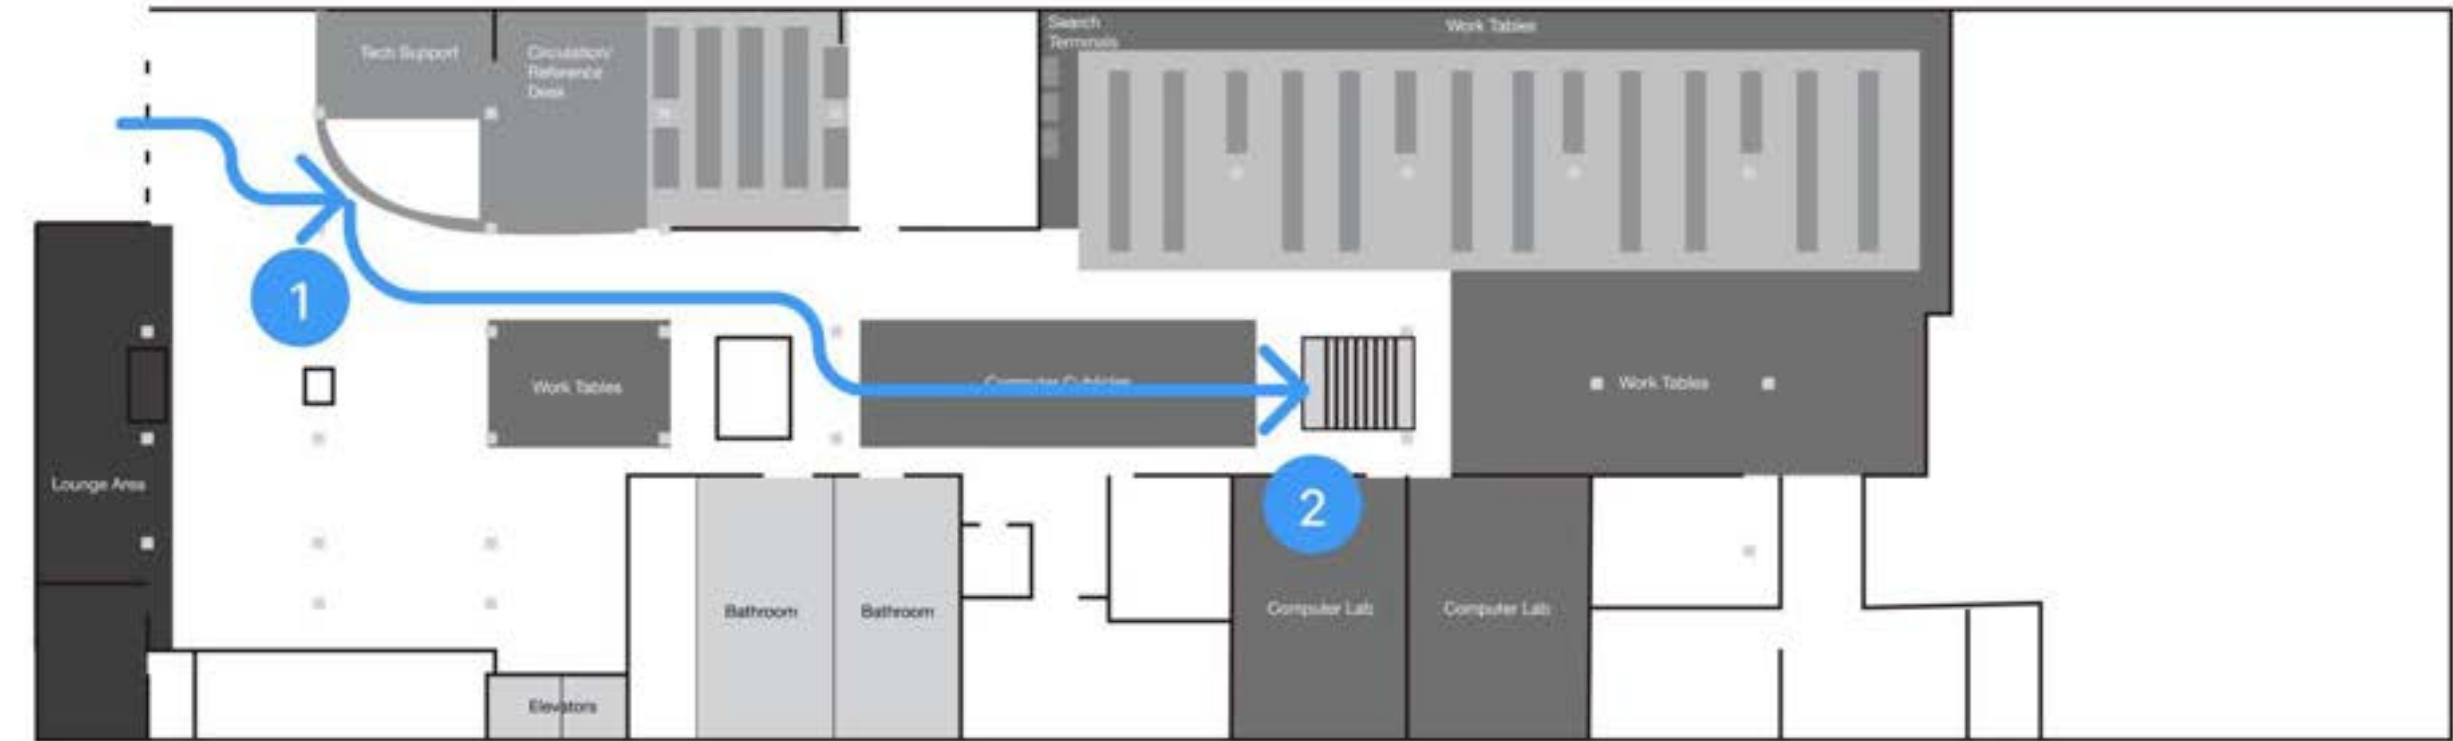 Tech Support
Circulation/
Reference
Desk
Search
Terminals
Work Tables
1
Work Tables
Computer Cubicles
Work Tables
Lounge Area
2
Bathroom
Bathroom
Computer Lab
Computer Lab
Elevators